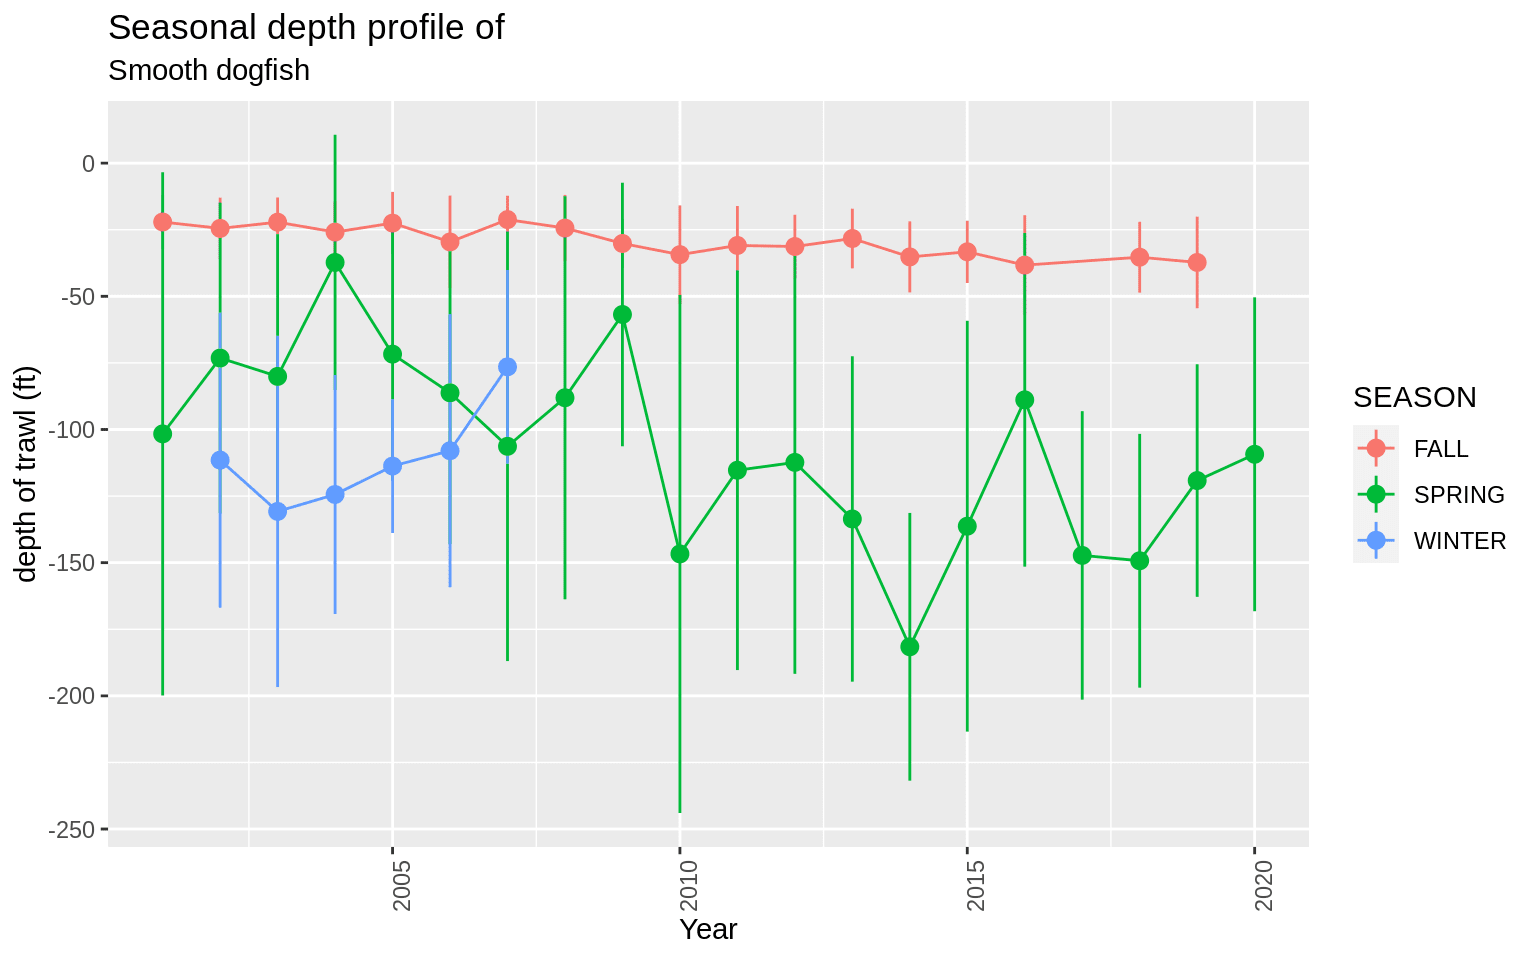 Seasonal depth profile of
Smooth dogfish
depth of trawl (ft)
0
-50
-100
-150
-200
-250
2005
2010
2015
2020
Year
SEASON
FALL
SPRING
WINTER